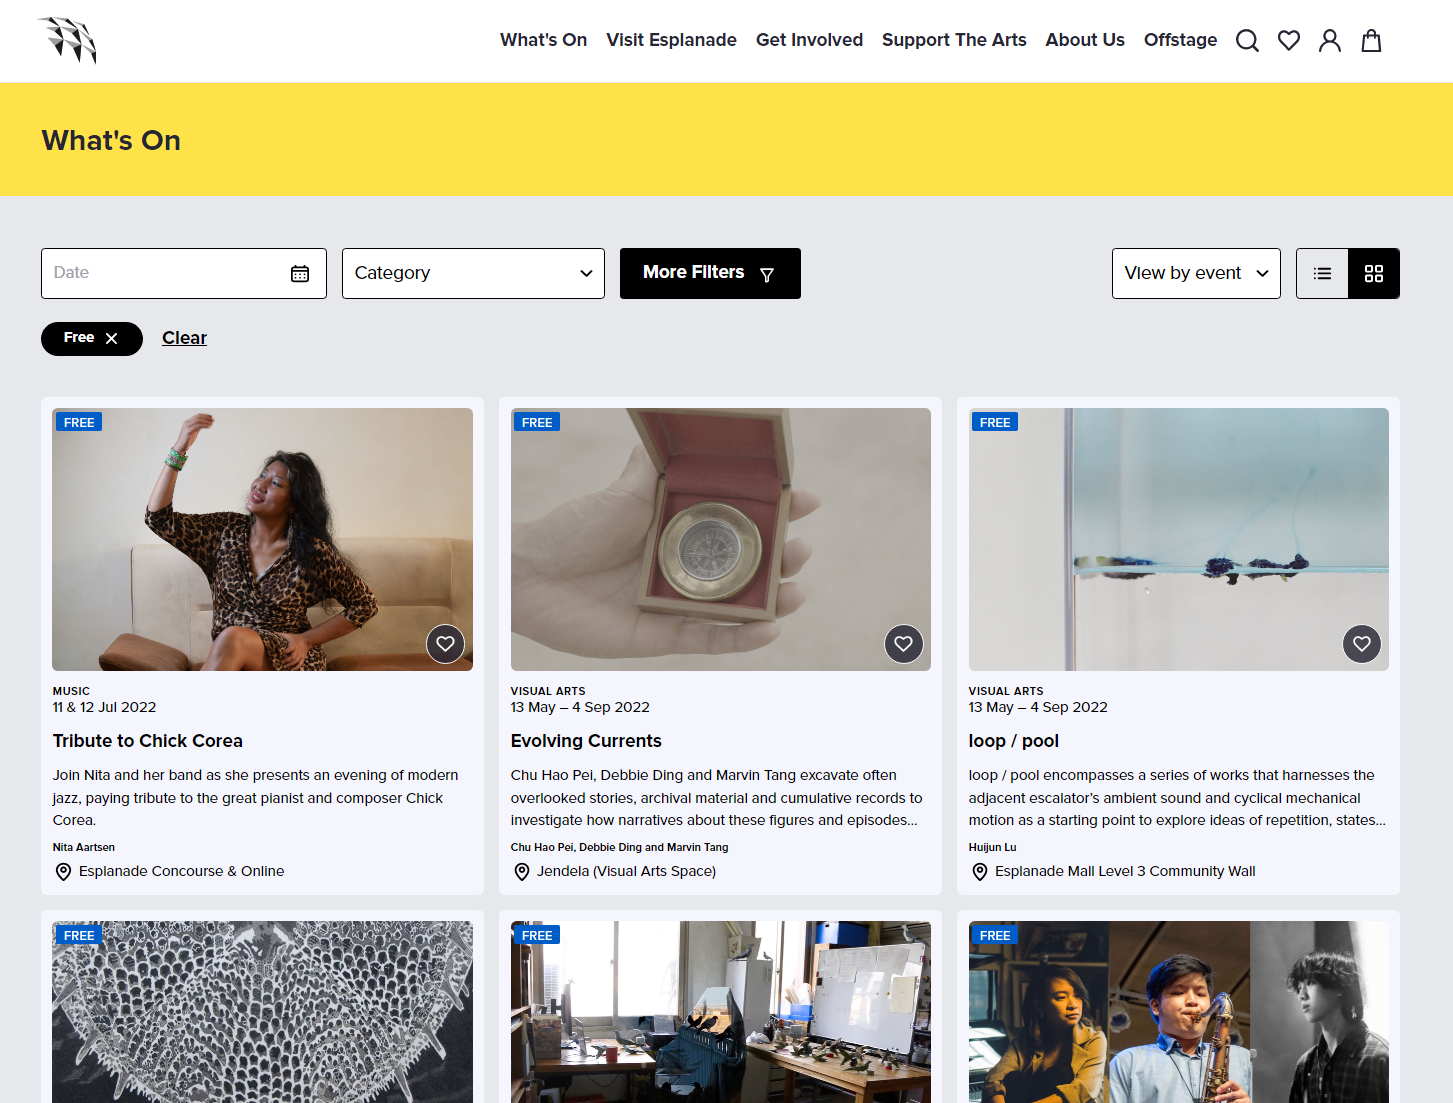 What's On Visit Esplanade Get Involved Support The Arts About Us Offstage
What's On
Date
Category
More Filters
View by event
Free
Clear
FREE
MUSIC
11 & 12 Jul 2022
Tribute to Chick Corea
Join Nita and her band as she presents an evening of modern
jazz, paying tribute to the great pianist and composer Chick
Corea.
Nita Aartsen
Esplanade Concourse & Online
FREE
VISUAL ARTS
13 May – 4 Sep 2022
Evolving Currents
Chu Hao Pei, Debbie Ding and Marvin Tang excavate often
overlooked stories, archival material and cumulative records to
investigate how narratives about these figures and episodes...
Chu Hao Pei, Debbie Ding and Marvin Tang
Jendela (Visual Arts Space)
FREE
VISUAL ARTS
13 May – 4 Sep 2022
loop / pool
loop / pool encompasses a series of works that harnesses the
adjacent escalator's ambient sound and cyclical mechanical
motion as a starting point to explore ideas of repetition, states...
Huijun Lu
Esplanade Mall Level 3 Community Wall
FREE
FREE
FREE